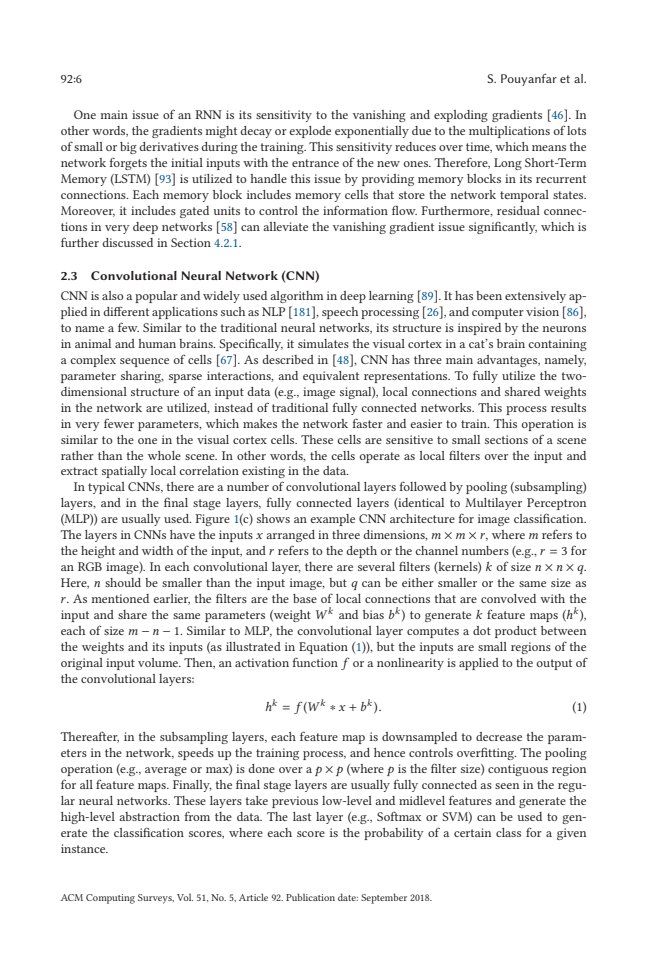 92:6 S. Pouyanfar et al.
One main issue of an RNN is its sensitivity to the vanishing and exploding gradients [46]. In
other words, the gradients might decay or explode exponentially due to the multiplications of lots
of small or big derivatives during the training. This sensitivity reduces over time, which means the
network forgets the initial inputs with the entrance of the new ones. Therefore, Long Short-Term
Memory (LSTM) [93] is utilized to handle this issue by providing memory blocks in its recurrent
connections. Each memory block includes memory cells that store the network temporal states.
Moreover, it includes gated units to control the information flow. Furthermore, residual connec-
tions in very deep networks [58] can alleviate the vanishing gradient issue significantly, which is
further discussed in Section 4.2.1.
2.3 Convolutional Neural Network (CNN)
CNN is also a popular and widely used algorithm in deep learning [89]. It has been extensively ap-
plied in different applications such as NLP [181], speech processing [26], and computer vision [86],
to name a few. Similar to the traditional neural networks, its structure is inspired by the neurons
in animal and human brains. Specifically, it simulates the visual cortex in a cat's brain containing
a complex sequence of cells [67]. As described in [48], CNN has three main advantages, namely,
parameter sharing, sparse interactions, and equivalent representations. To fully utilize the two-
dimensional structure of an input data (e.g., image signal), local connections and shared weights
in the network are utilized, instead of traditional fully connected networks. This process results
in very fewer parameters, which makes the network faster and easier to train. This operation is
similar to the one in the visual cortex cells. These cells are sensitive to small sections of a scene
rather than the whole scene. In other words, the cells operate as local filters over the input and
extract spatially local correlation existing in the data.
In typical CNNs, there are a number of convolutional layers followed by pooling (subsampling)
layers, and in the final stage layers, fully connected layers (identical to Multilayer Perceptron
(MLP)) are usually used. Figure 1(c) shows an example CNN architecture for image classification.
The layers in CNNs have the inputs x arranged in three dimensions, m × m × r, where m refers to
the height and width of the input, and r refers to the depth or the channel numbers (e.g., r = 3 for
an RGB image). In each convolutional layer, there are several filters (kernels) k of size n × n × q.
Here, n should be smaller than the input image, but q can be either smaller or the same size as
r. As mentioned earlier, the filters are the base of local connections that are convolved with the
input and share the same parameters (weight W^k and bias b^k) to generate k feature maps (h^k),
each of size m − n − 1. Similar to MLP, the convolutional layer computes a dot product between
the weights and its inputs (as illustrated in Equation (1)), but the inputs are small regions of the
original input volume. Then, an activation function f or a nonlinearity is applied to the output of
the convolutional layers:
h^k = f(W^k ∗ x + b^k). (1)
Thereafter, in the subsampling layers, each feature map is downsampled to decrease the param-
eters in the network, speeds up the training process, and hence controls overfitting. The pooling
operation (e.g., average or max) is done over a p × p (where p is the filter size) contiguous region
for all feature maps. Finally, the final stage layers are usually fully connected as seen in the regu-
lar neural networks. These layers take previous low-level and midlevel features and generate the
high-level abstraction from the data. The last layer (e.g., Softmax or SVM) can be used to gen-
erate the classification scores, where each score is the probability of a certain class for a given
instance.
ACM Computing Surveys, Vol. 51, No. 5, Article 92. Publication date: September 2018.